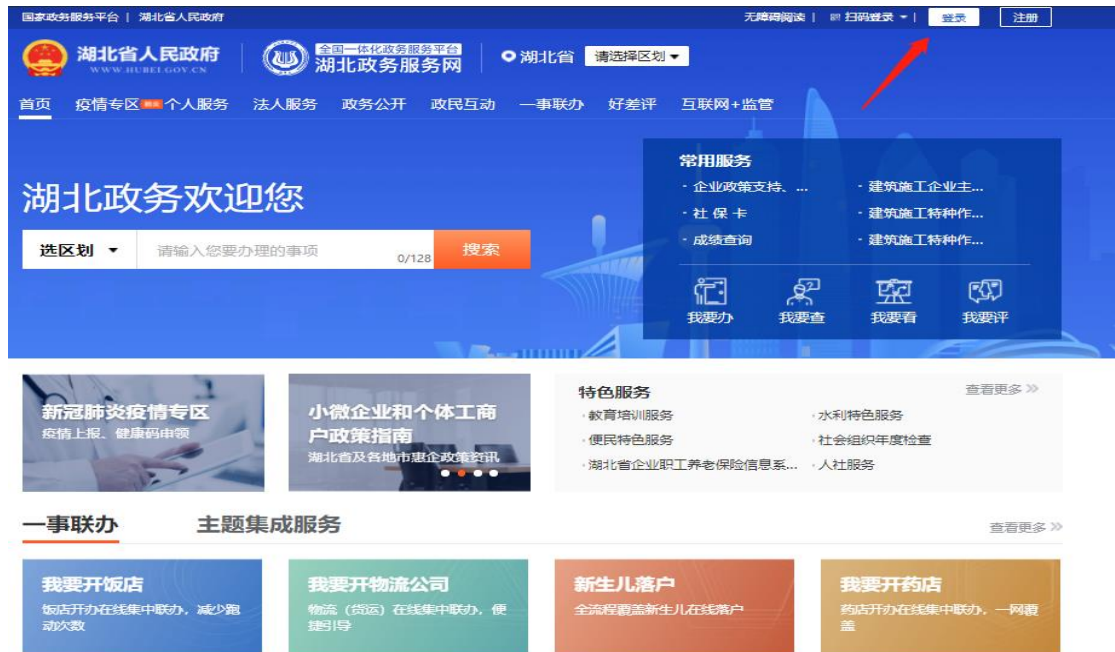 国家政务服务平台 | 湖北省人民政府
无障碍阅读 | 扫码登录 | 登录 注册
湖北省人民政府
WWW.HUBEI.GOV.CN
全国一体化政务服务平台
湖北政务服务网
湖北省 请选择区划
首页 疫情专区 个人服务 法人服务 政务公开 政民互动 一事联办 好差评 互联网+监管
湖北政务欢迎您
选区划 请输入您要办理的事项 0/128 搜索
常用服务
· 企业政策支持、... · 建筑施工企业主...
· 社 保 卡 · 建筑施工特种作...
· 成绩查询 · 建筑施工特种作...
我要办 我要查 我要看 我要评
新冠肺炎疫情专区
疫情上报、健康码申领
小微企业和个体工商
户政策指南
湖北省及各地市惠企政策资讯
特色服务 查看更多
· 教育培训服务 · 水利特色服务
· 便民特色服务 · 社会组织年度检查
· 湖北省企业职工养老保险信息系... · 人社服务
一事联办 主题集成服务 查看更多
我要开饭店
饭店开办在线集中联办，减少跑
动次数
我要开物流公司
物流（货运）在线集中联办，便
捷引导
新生儿落户
全流程覆盖新生儿在线落户
我要开药店
药店开办在线集中联办，一网覆
盖